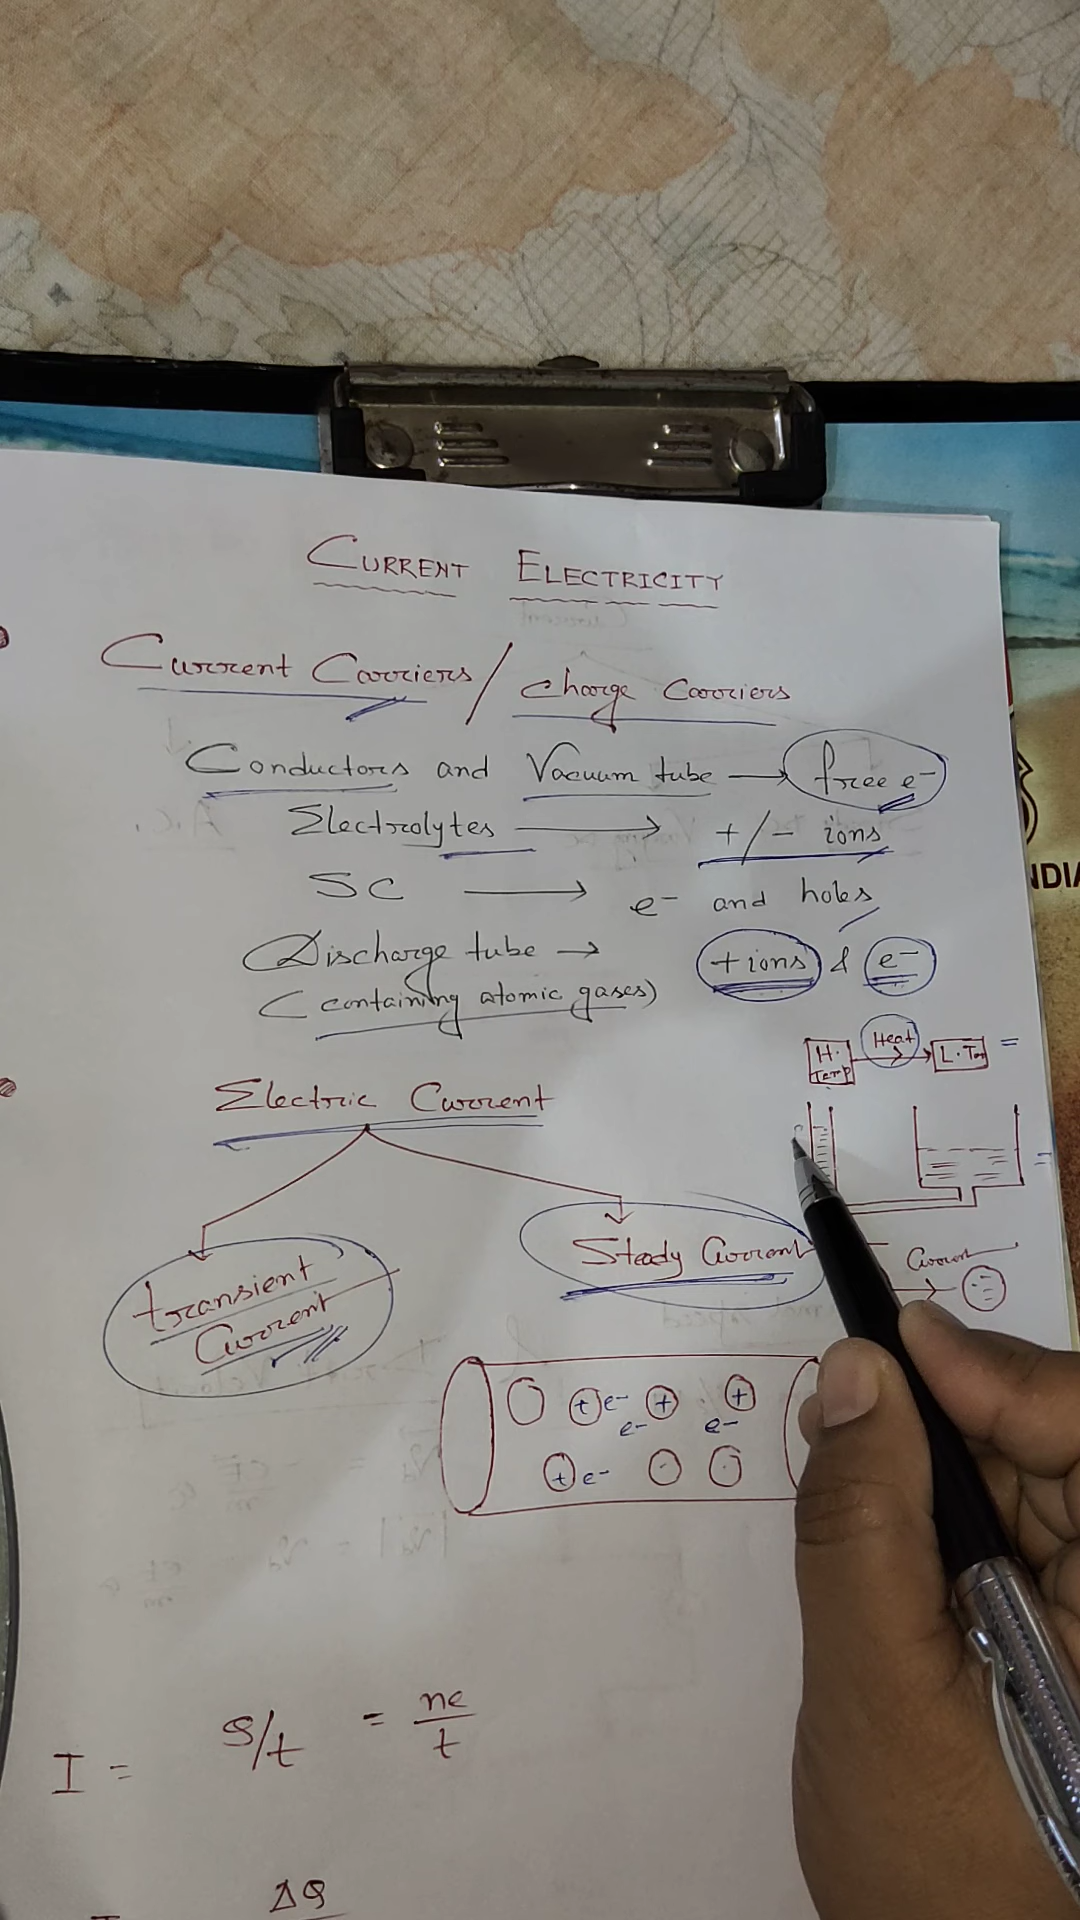 CURRENT ELECTRICITY
Current Carriers / Charge Carriers
Conductors and Vacuum tube → free e-
Electrolytes → +/- ions
SC → e- and holes
Discharge tube → + ions & e-
(containing atomic gases)
H. Temp Heat L. Tem =
Electric Current
Steady Current
transient Current
Current
+ e- + +
e- e-
+ e-
I = Q/t = ne/t
ΔQ